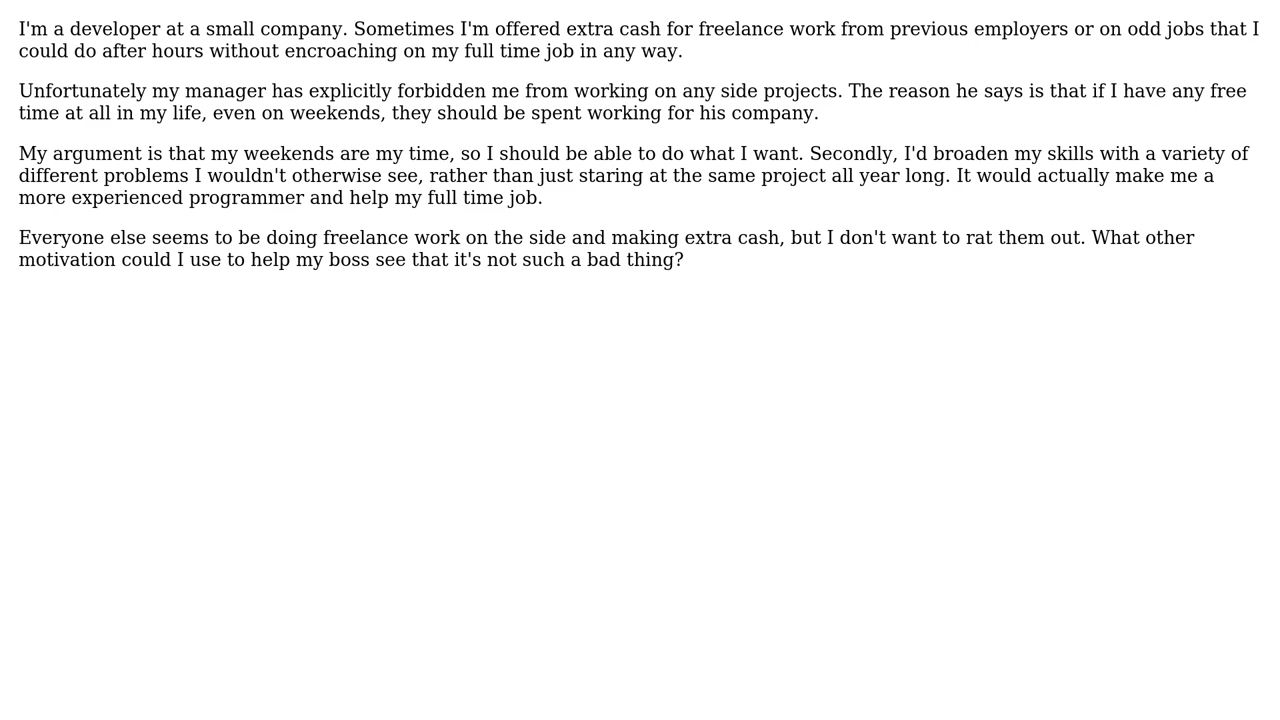 I'm a developer at a small company. Sometimes I'm offered extra cash for freelance work from previous employers or on odd jobs that I
could do after hours without encroaching on my full time job in any way.
Unfortunately my manager has explicitly forbidden me from working on any side projects. The reason he says is that if I have any free
time at all in my life, even on weekends, they should be spent working for his company.
My argument is that my weekends are my time, so I should be able to do what I want. Secondly, I'd broaden my skills with a variety of
different problems I wouldn't otherwise see, rather than just staring at the same project all year long. It would actually make me a
more experienced programmer and help my full time job.
Everyone else seems to be doing freelance work on the side and making extra cash, but I don't want to rat them out. What other
motivation could I use to help my boss see that it's not such a bad thing?